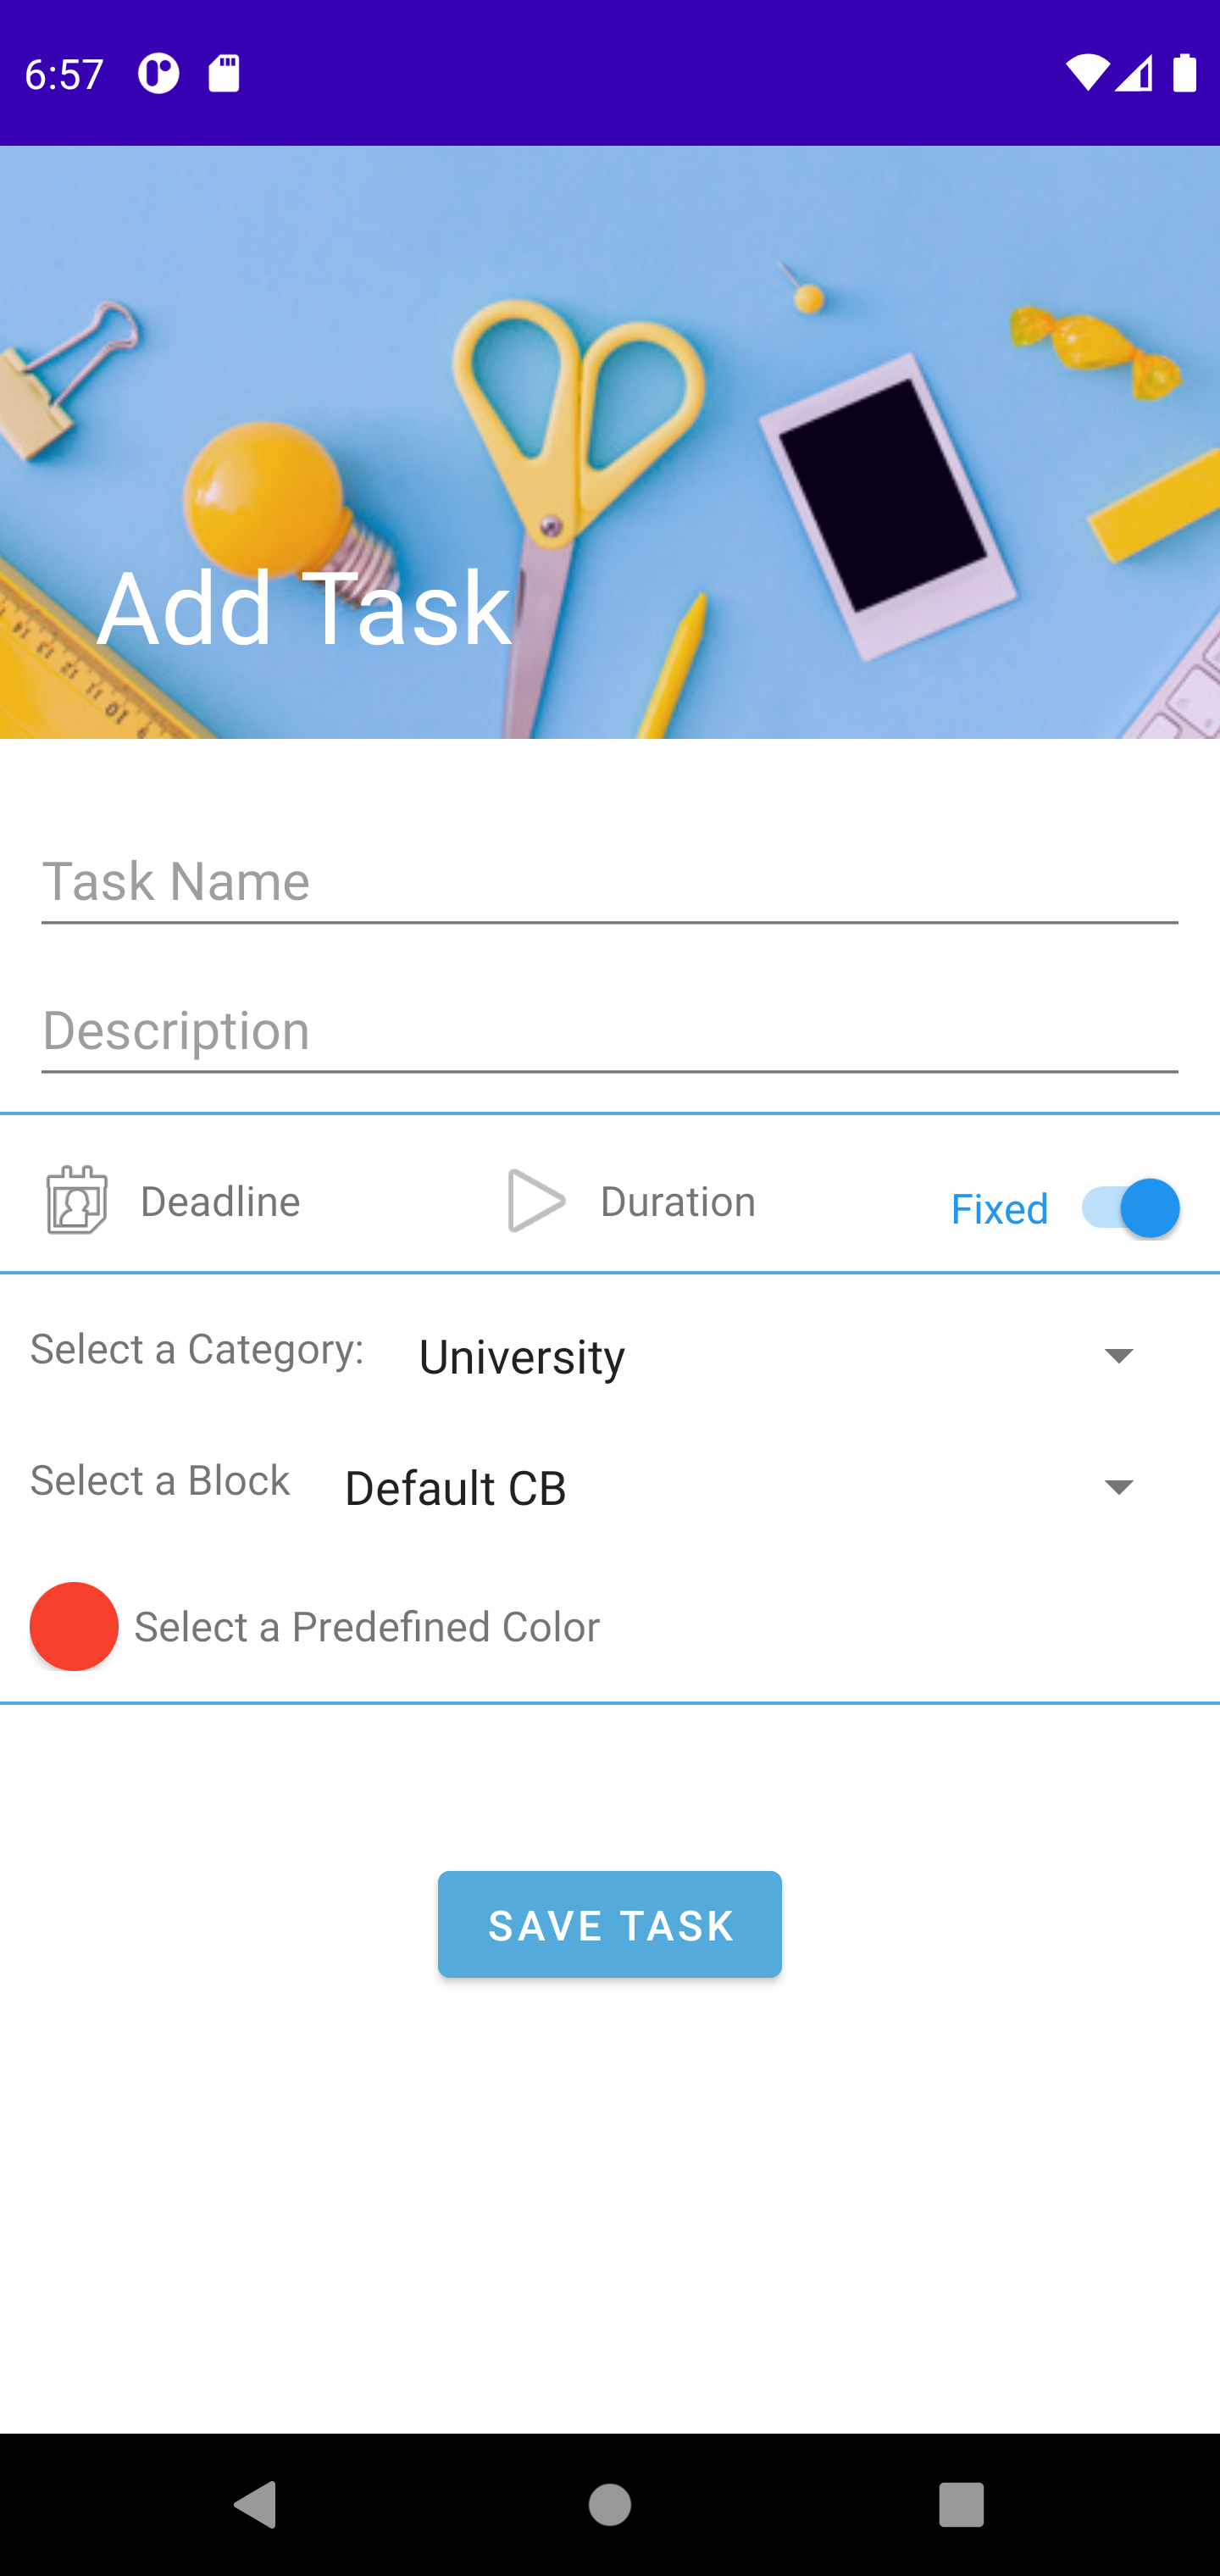 6:57
Add Task
Task Name
Description
Deadline
Duration
Fixed
Select a Category:
University
Select a Block
Default CB
Select a Predefined Color
SAVE TASK